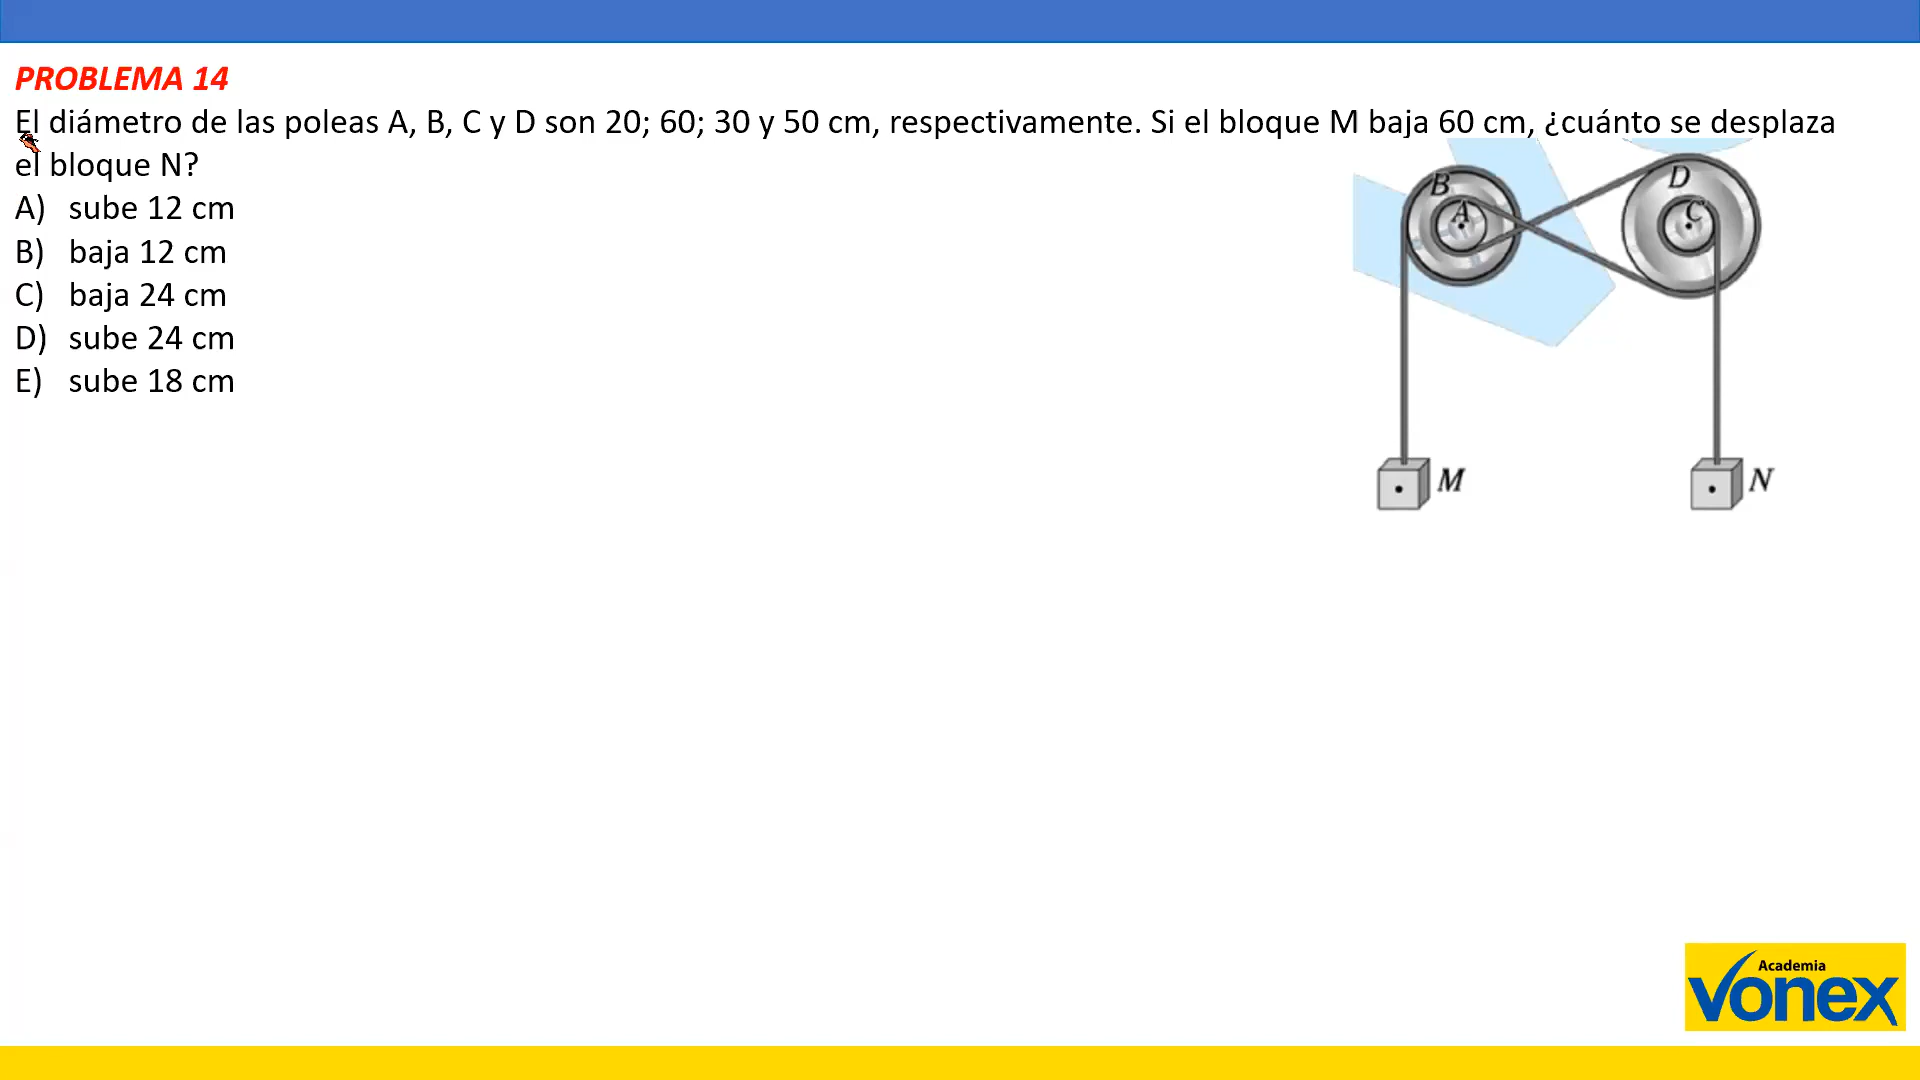 PROBLEMA 14
El diámetro de las poleas A, B, C y D son 20; 60; 30 y 50 cm, respectivamente. Si el bloque M baja 60 cm, ¿cuánto se desplaza
el bloque N?
A) sube 12 cm
B) baja 12 cm
C) baja 24 cm
D) sube 24 cm
E) sube 18 cm
B
A
D
C
M
N
Academia
vonex